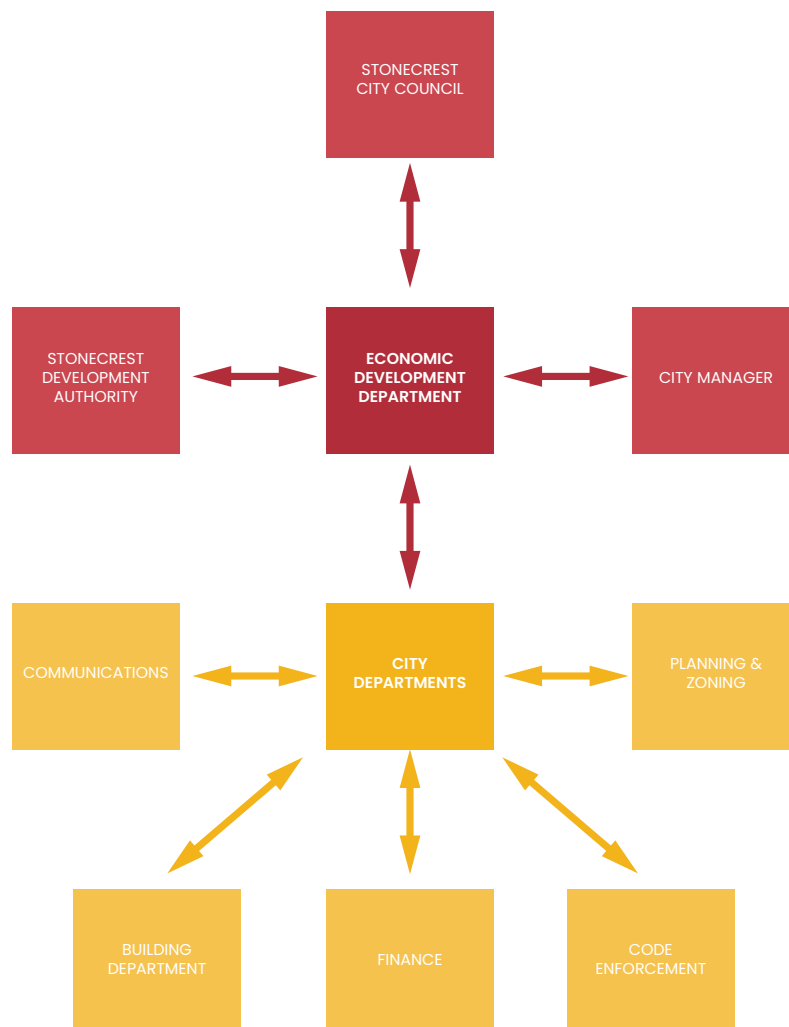 STONECREST
CITY COUNCIL
STONECREST
DEVELOPMENT
AUTHORITY
ECONOMIC
DEVELOPMENT
DEPARTMENT
CITY MANAGER
COMMUNICATIONS
CITY
DEPARTMENTS
PLANNING &
ZONING
BUILDING
DEPARTMENT
FINANCE
CODE
ENFORCEMENT